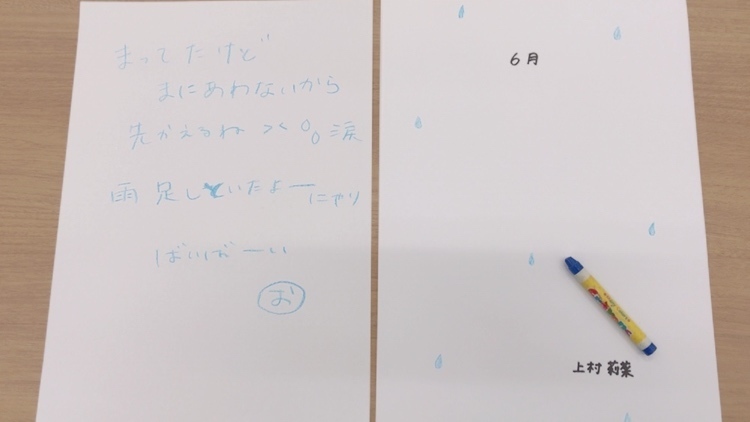 まってたけど
まにあわないから
先かえるね >< 涙
雨 足しといたよー
にやり
ばいばーい
お
6月
上村 莉菜